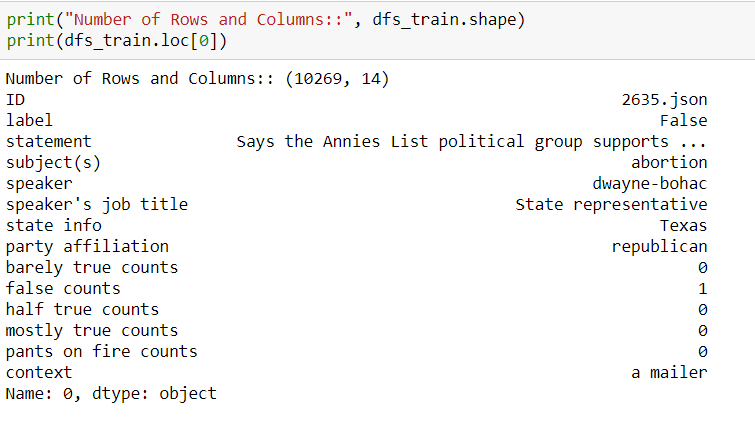 print("Number of Rows and Columns::", dfs_train.shape)
print(dfs_train.loc[0])
Number of Rows and Columns:: (10269, 14)
ID 2635.json
label False
statement Says the Annies List political group supports ...
subject(s) abortion
speaker dwayne-bohac
speaker's job title State representative
state info Texas
party affiliation republican
barely true counts 0
false counts 1
half true counts 0
mostly true counts 0
pants on fire counts 0
context a mailer
Name: 0, dtype: object